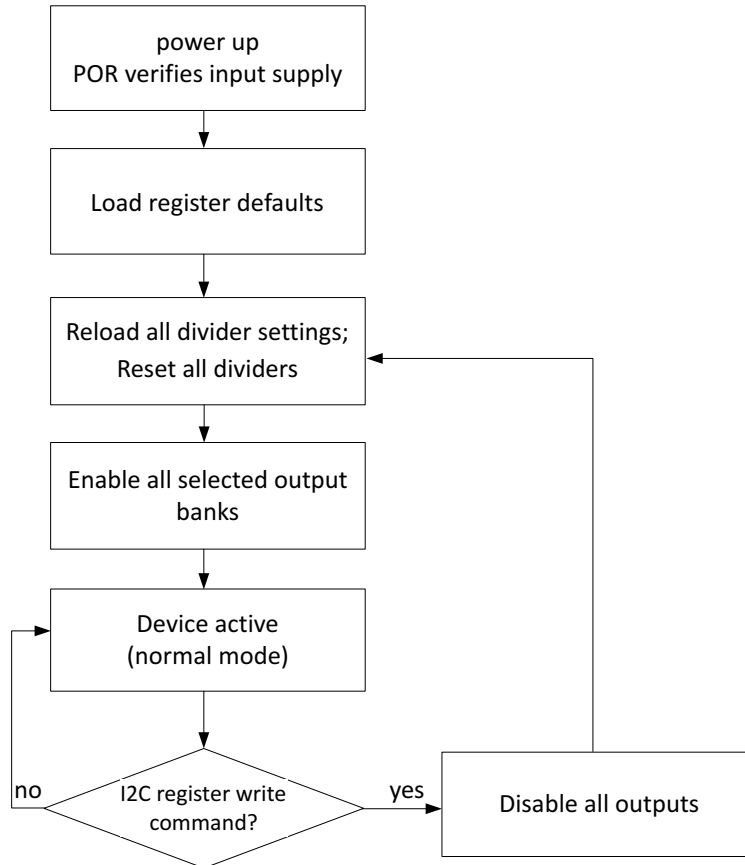 power up
POR verifies input supply
Load register defaults
Reload all divider settings;
Reset all dividers
Enable all selected output
banks
Device active
(normal mode)
no
I2C register write
command?
yes
Disable all outputs